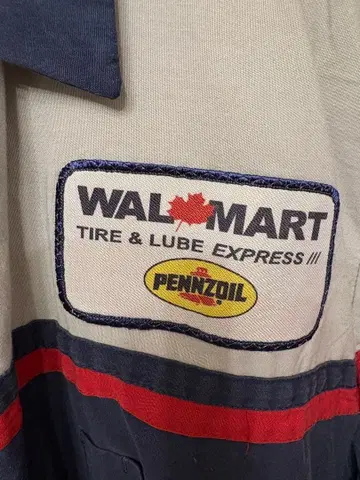 WAL MART
TIRE & LUBE EXPRESS ///
PENNZOIL